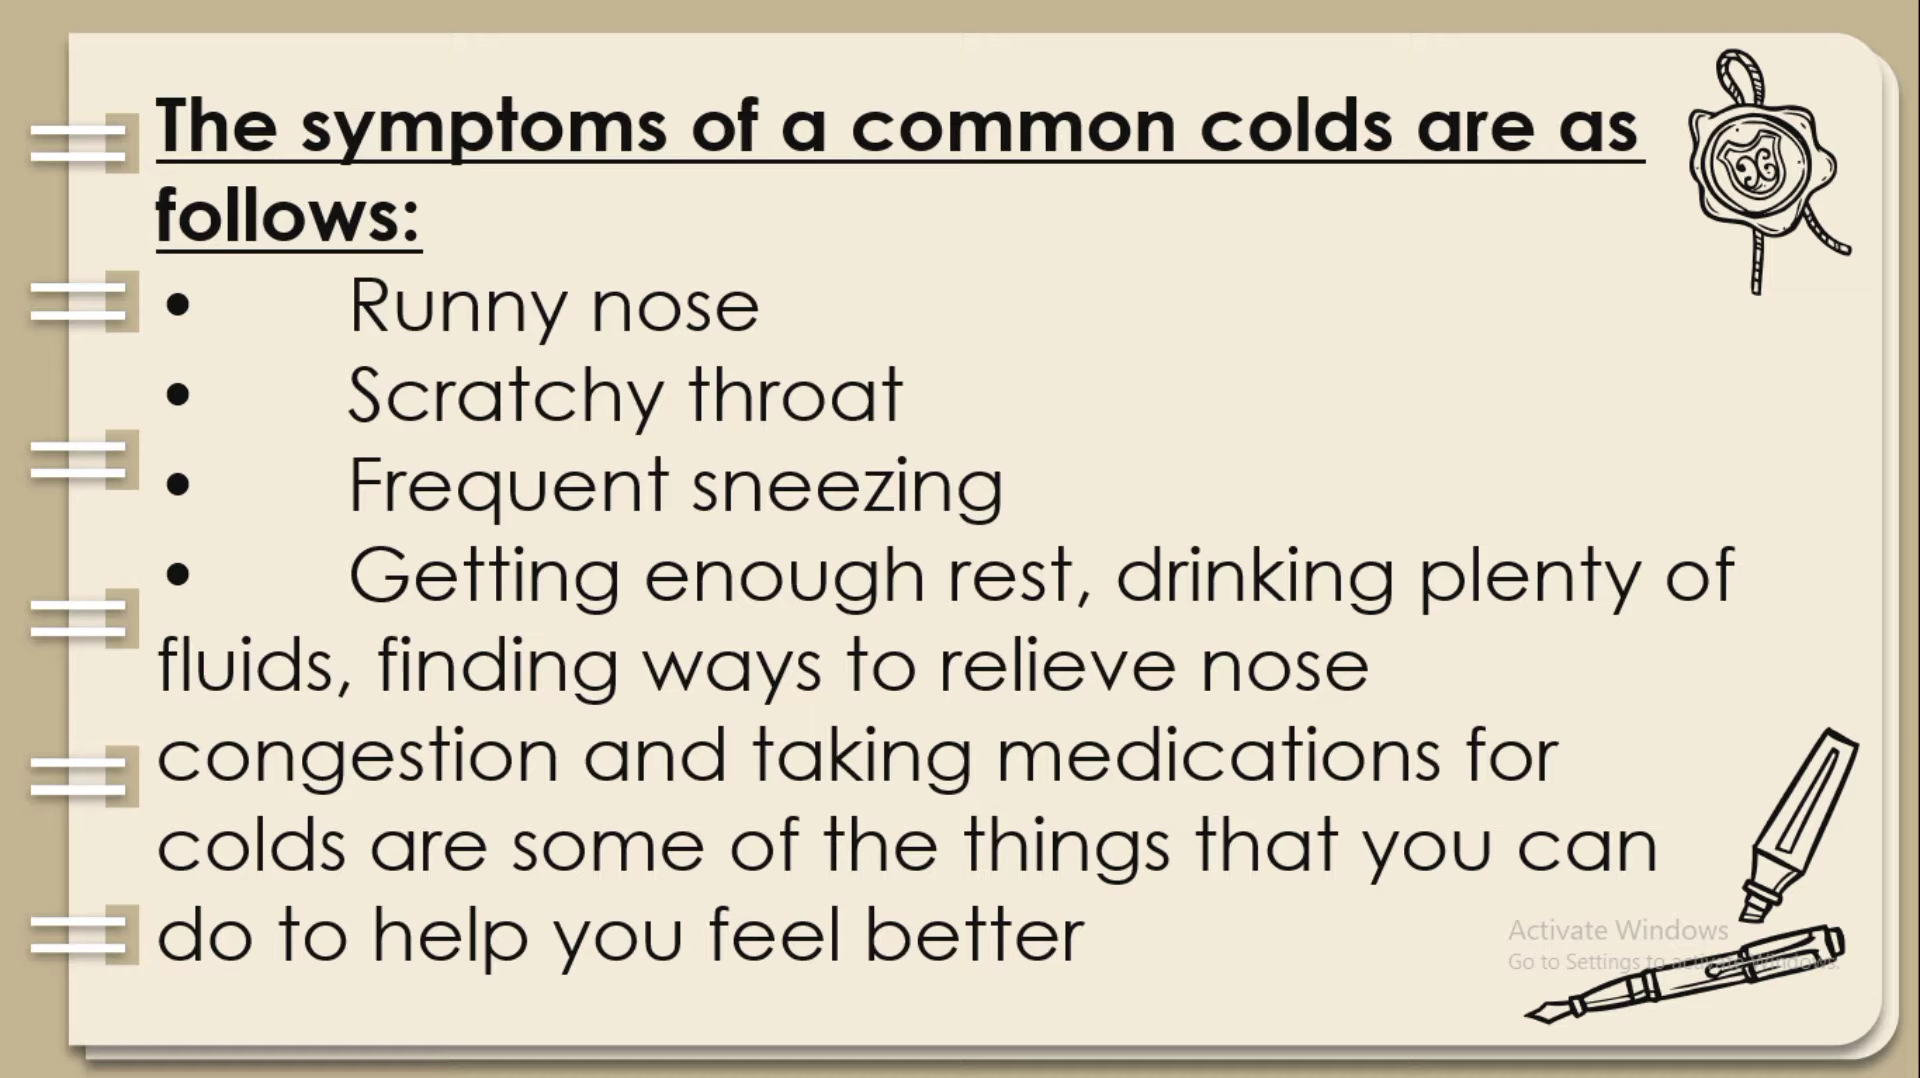 The symptoms of a common colds are as
follows:
• Runny nose
• Scratchy throat
• Frequent sneezing
• Getting enough rest, drinking plenty of
fluids, finding ways to relieve nose
congestion and taking medications for
colds are some of the things that you can
do to help you feel better
Activate Windows
Go to Settings to activate Windows.